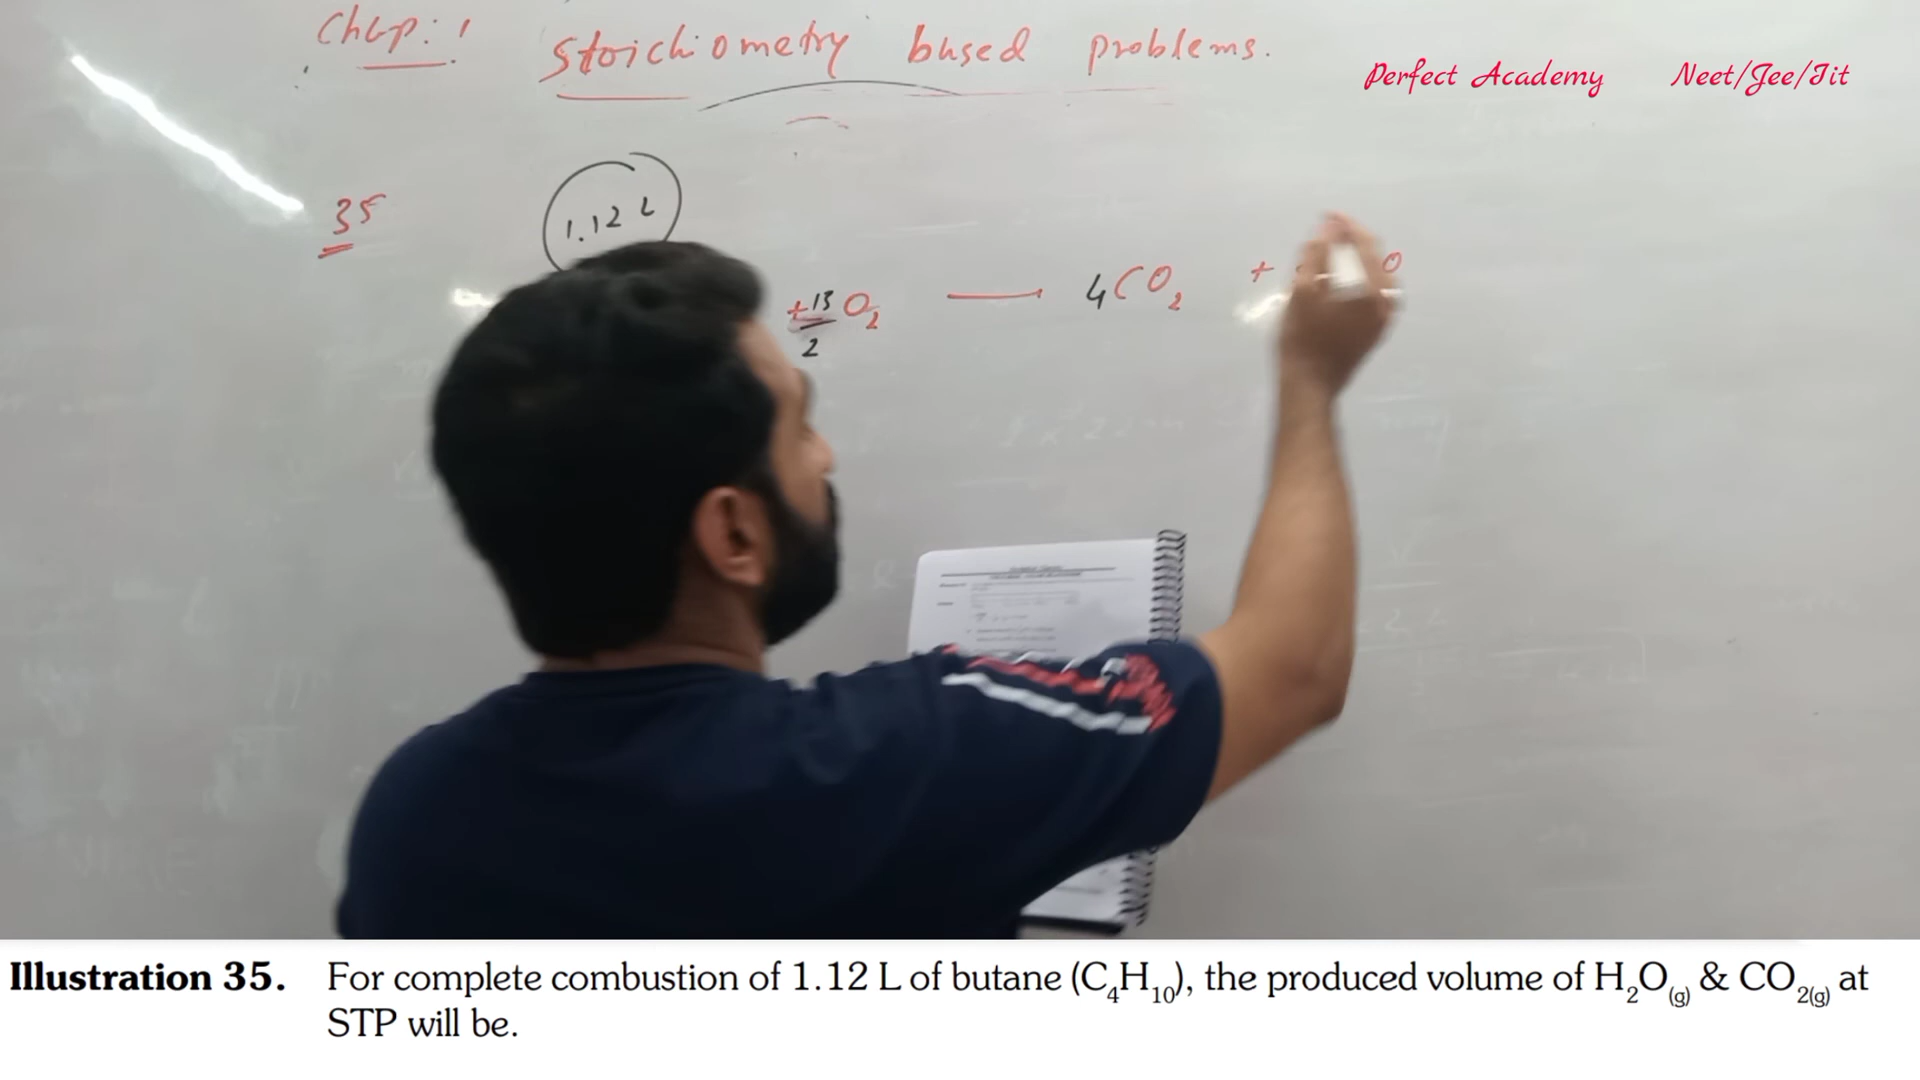 Chap: 1 Stoichiometry based problems.
Perfect Academy Neet/Jee/Iit
35
1.12 L
+ 13/2 O₂ — 4CO₂ + O
Illustration 35. For complete combustion of 1.12 L of butane (C₄H₁₀), the produced volume of H₂O(g) & CO₂(g) at
STP will be.